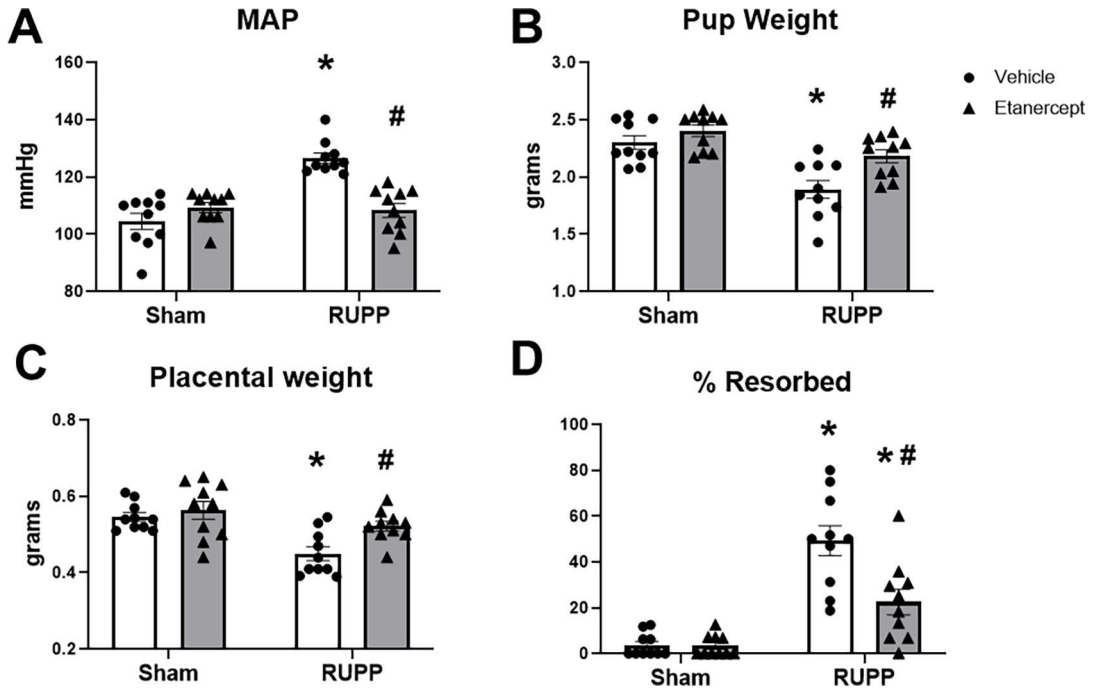 A
MAP
mmHg
160
140
120
100
80
*
#
Sham
RUPP
B
Pup Weight
grams
3.0
2.5
2.0
1.5
1.0
*
#
Sham
RUPP
Vehicle
Etanercept
C
Placental weight
grams
0.8
0.6
0.4
0.2
*
#
Sham
RUPP
D
% Resorbed
100
80
60
40
20
0
*
* #
Sham
RUPP